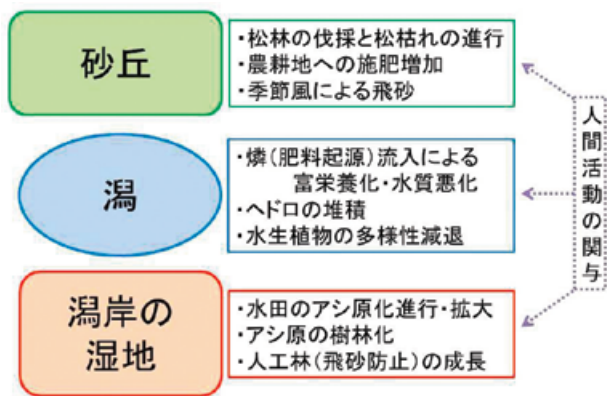 砂丘
・松林の伐採と松枯れの進行
・農耕地への施肥増加
・季節風による飛砂
潟
・燐(肥料起源)流入による
富栄養化・水質悪化
・ヘドロの堆積
・水生植物の多様性減退
潟岸の
湿地
・水田のアシ原化進行・拡大
・アシ原の樹林化
・人工林(飛砂防止)の成長
人間活動の関与